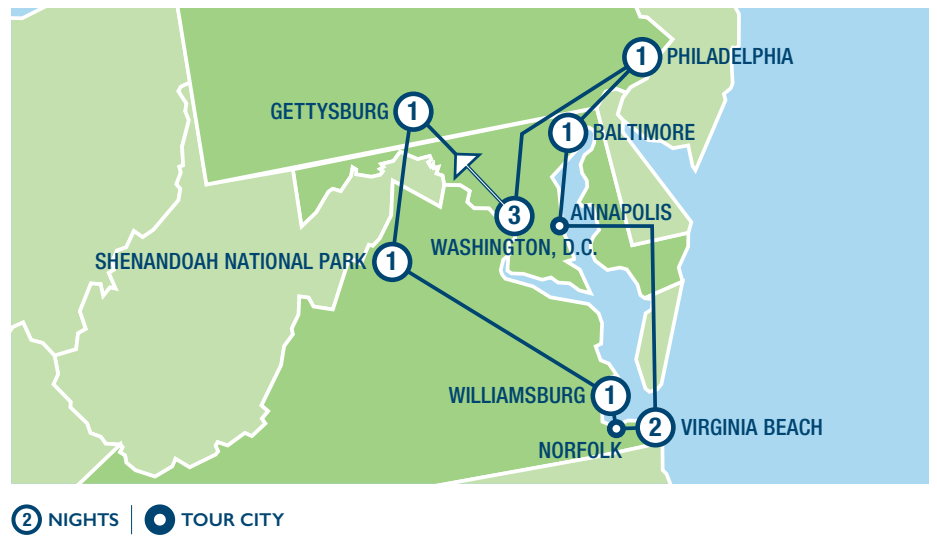 1 PHILADELPHIA
GETTYSBURG 1
1 BALTIMORE
3
ANNAPOLIS
WASHINGTON, D.C.
SHENANDOAH NATIONAL PARK 1
WILLIAMSBURG 1
2 VIRGINIA BEACH
NORFOLK
2 NIGHTS | TOUR CITY